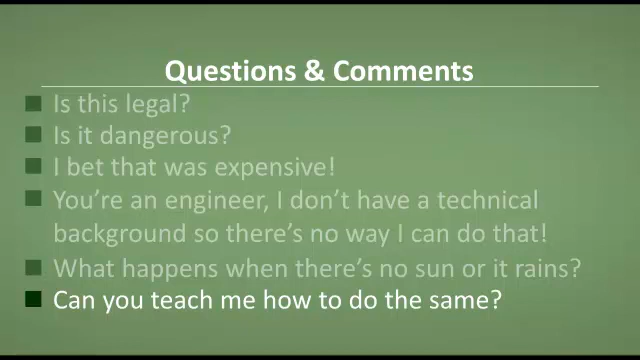 Questions & Comments
Is this legal?
Is it dangerous?
I bet that was expensive!
You're an engineer, I don't have a technical
background so there's no way I can do that!
What happens when there's no sun or it rains?
Can you teach me how to do the same?